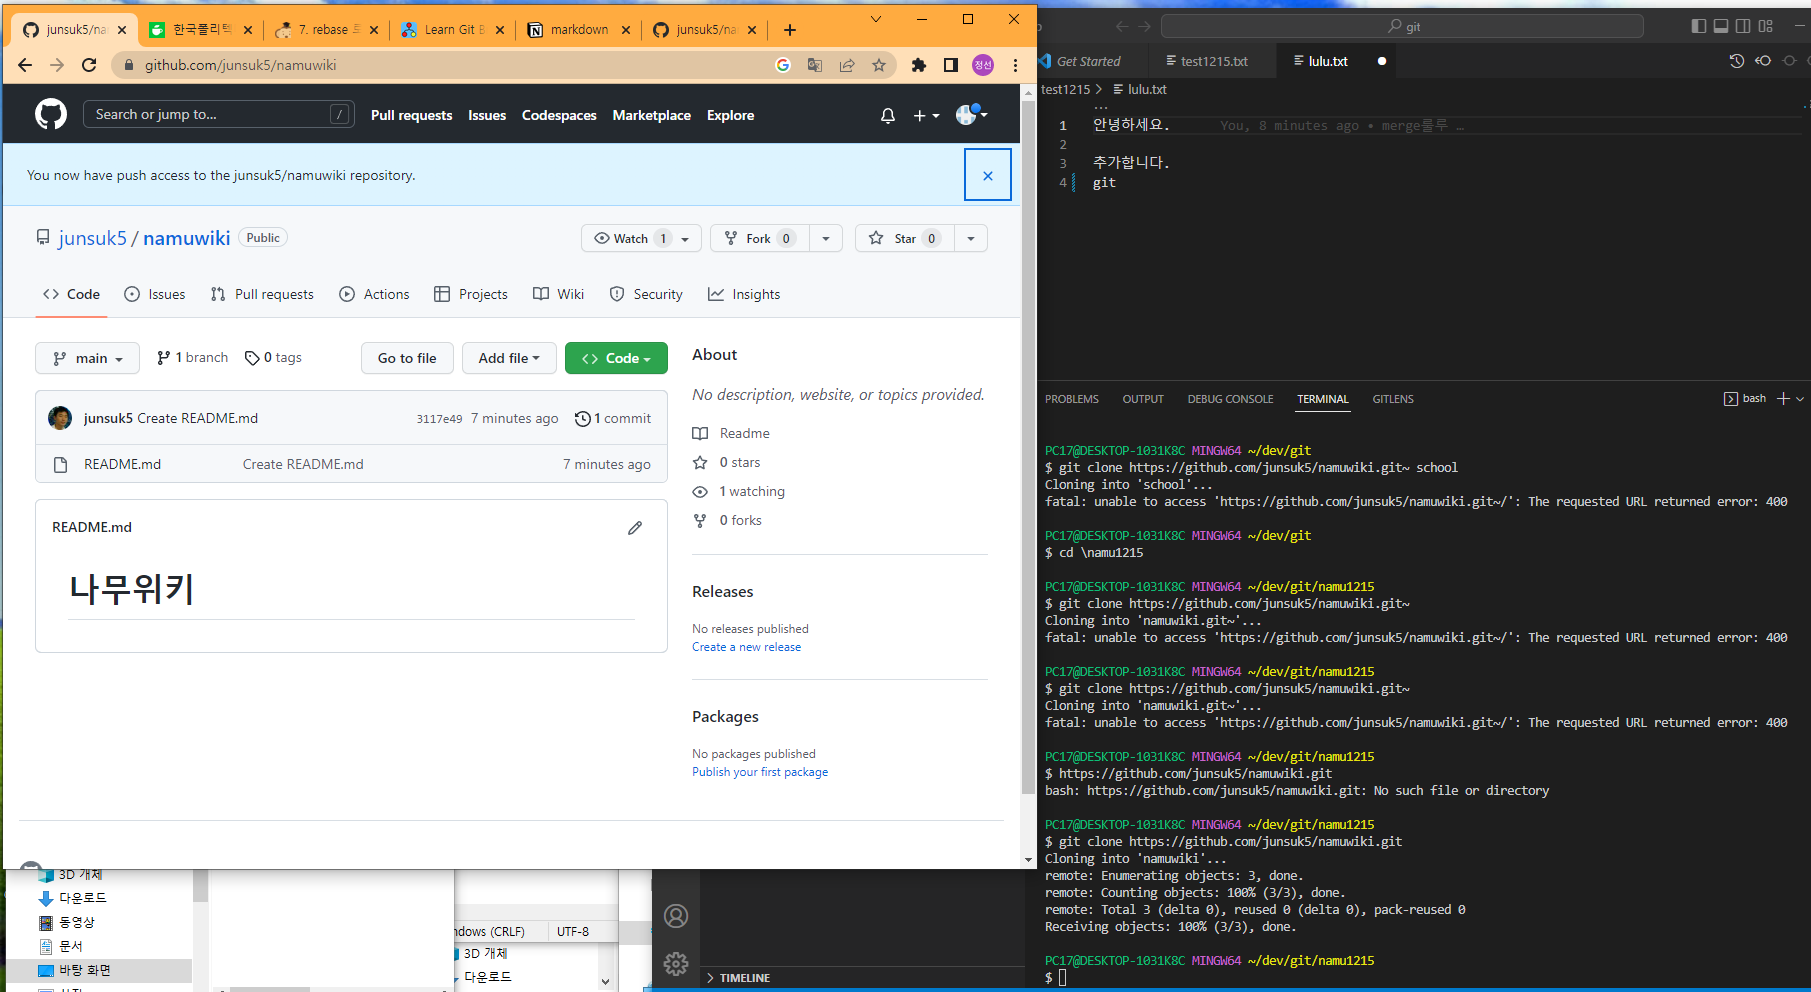 junsuk5/na
한국폴리텍
7. rebase 로
Learn Git B
markdown
junsuk5/na
github.com/junsuk5/namuwiki
정선
Search or jump to...
/
Pull requests
Issues
Codespaces
Marketplace
Explore
You now have push access to the junsuk5/namuwiki repository.
junsuk5 / namuwiki
Public
Watch 1
Fork 0
Star 0
Code
Issues
Pull requests
Actions
Projects
Wiki
Security
Insights
main
1 branch
0 tags
Go to file
Add file
Code
junsuk5 Create README.md
3117e49 7 minutes ago
1 commit
README.md
Create README.md
7 minutes ago
README.md
나무위키
About
No description, website, or topics provided.
Readme
0 stars
1 watching
0 forks
Releases
No releases published
Create a new release
Packages
No packages published
Publish your first package
3D 개체
다운로드
동영상
문서
바탕 화면
ndows (CRLF)
UTF-8
3D 개체
다운로드
git
Get Started
test1215.txt
lulu.txt
test1215 > lulu.txt
...
1 안녕하세요. You, 8 minutes ago • merge룰루 …
2
3 추가합니다.
4 git
PROBLEMS
OUTPUT
DEBUG CONSOLE
TERMINAL
GITLENS
bash
PC17@DESKTOP-1031K8C MINGW64 ~/dev/git
$ git clone https://github.com/junsuk5/namuwiki.git~ school
Cloning into 'school'...
fatal: unable to access 'https://github.com/junsuk5/namuwiki.git~/': The requested URL returned error: 400
PC17@DESKTOP-1031K8C MINGW64 ~/dev/git
$ cd \namu1215
PC17@DESKTOP-1031K8C MINGW64 ~/dev/git/namu1215
$ git clone https://github.com/junsuk5/namuwiki.git~
Cloning into 'namuwiki.git~'...
fatal: unable to access 'https://github.com/junsuk5/namuwiki.git~/': The requested URL returned error: 400
PC17@DESKTOP-1031K8C MINGW64 ~/dev/git/namu1215
$ git clone https://github.com/junsuk5/namuwiki.git~
Cloning into 'namuwiki.git~'...
fatal: unable to access 'https://github.com/junsuk5/namuwiki.git~/': The requested URL returned error: 400
PC17@DESKTOP-1031K8C MINGW64 ~/dev/git/namu1215
$ https://github.com/junsuk5/namuwiki.git
bash: https://github.com/junsuk5/namuwiki.git: No such file or directory
PC17@DESKTOP-1031K8C MINGW64 ~/dev/git/namu1215
$ git clone https://github.com/junsuk5/namuwiki.git
Cloning into 'namuwiki'...
remote: Enumerating objects: 3, done.
remote: Counting objects: 100% (3/3), done.
remote: Total 3 (delta 0), reused 0 (delta 0), pack-reused 0
Receiving objects: 100% (3/3), done.
PC17@DESKTOP-1031K8C MINGW64 ~/dev/git/namu1215
$
TIMELINE